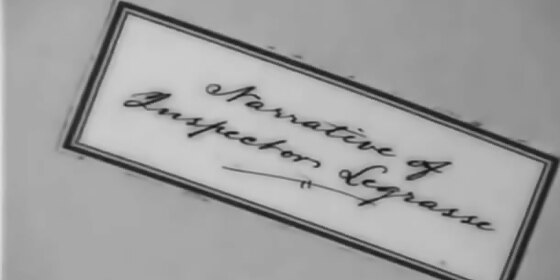 Narrative of
Inspector Legrasse